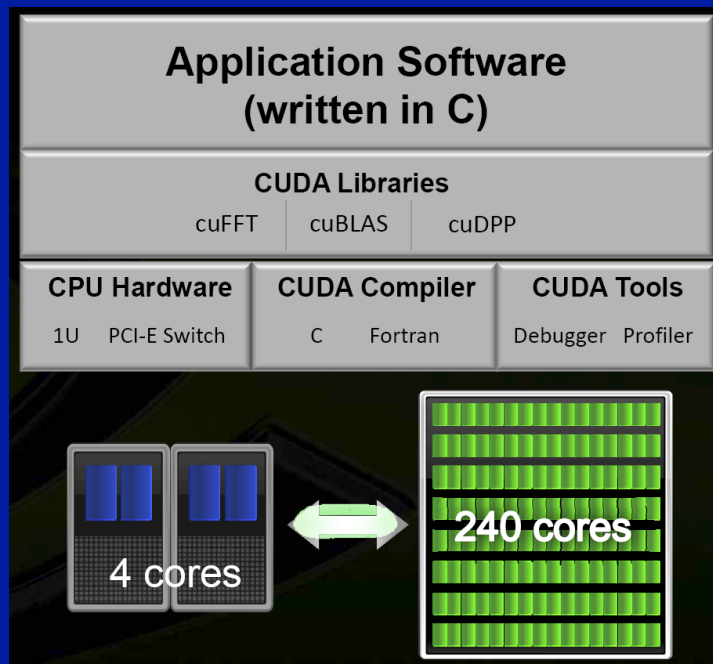 Application Software
(written in C)
CUDA Libraries
cuFFT cuBLAS cuDPP
CPU Hardware CUDA Compiler CUDA Tools
1U PCI-E Switch C Fortran Debugger Profiler
240 cores
4 cores